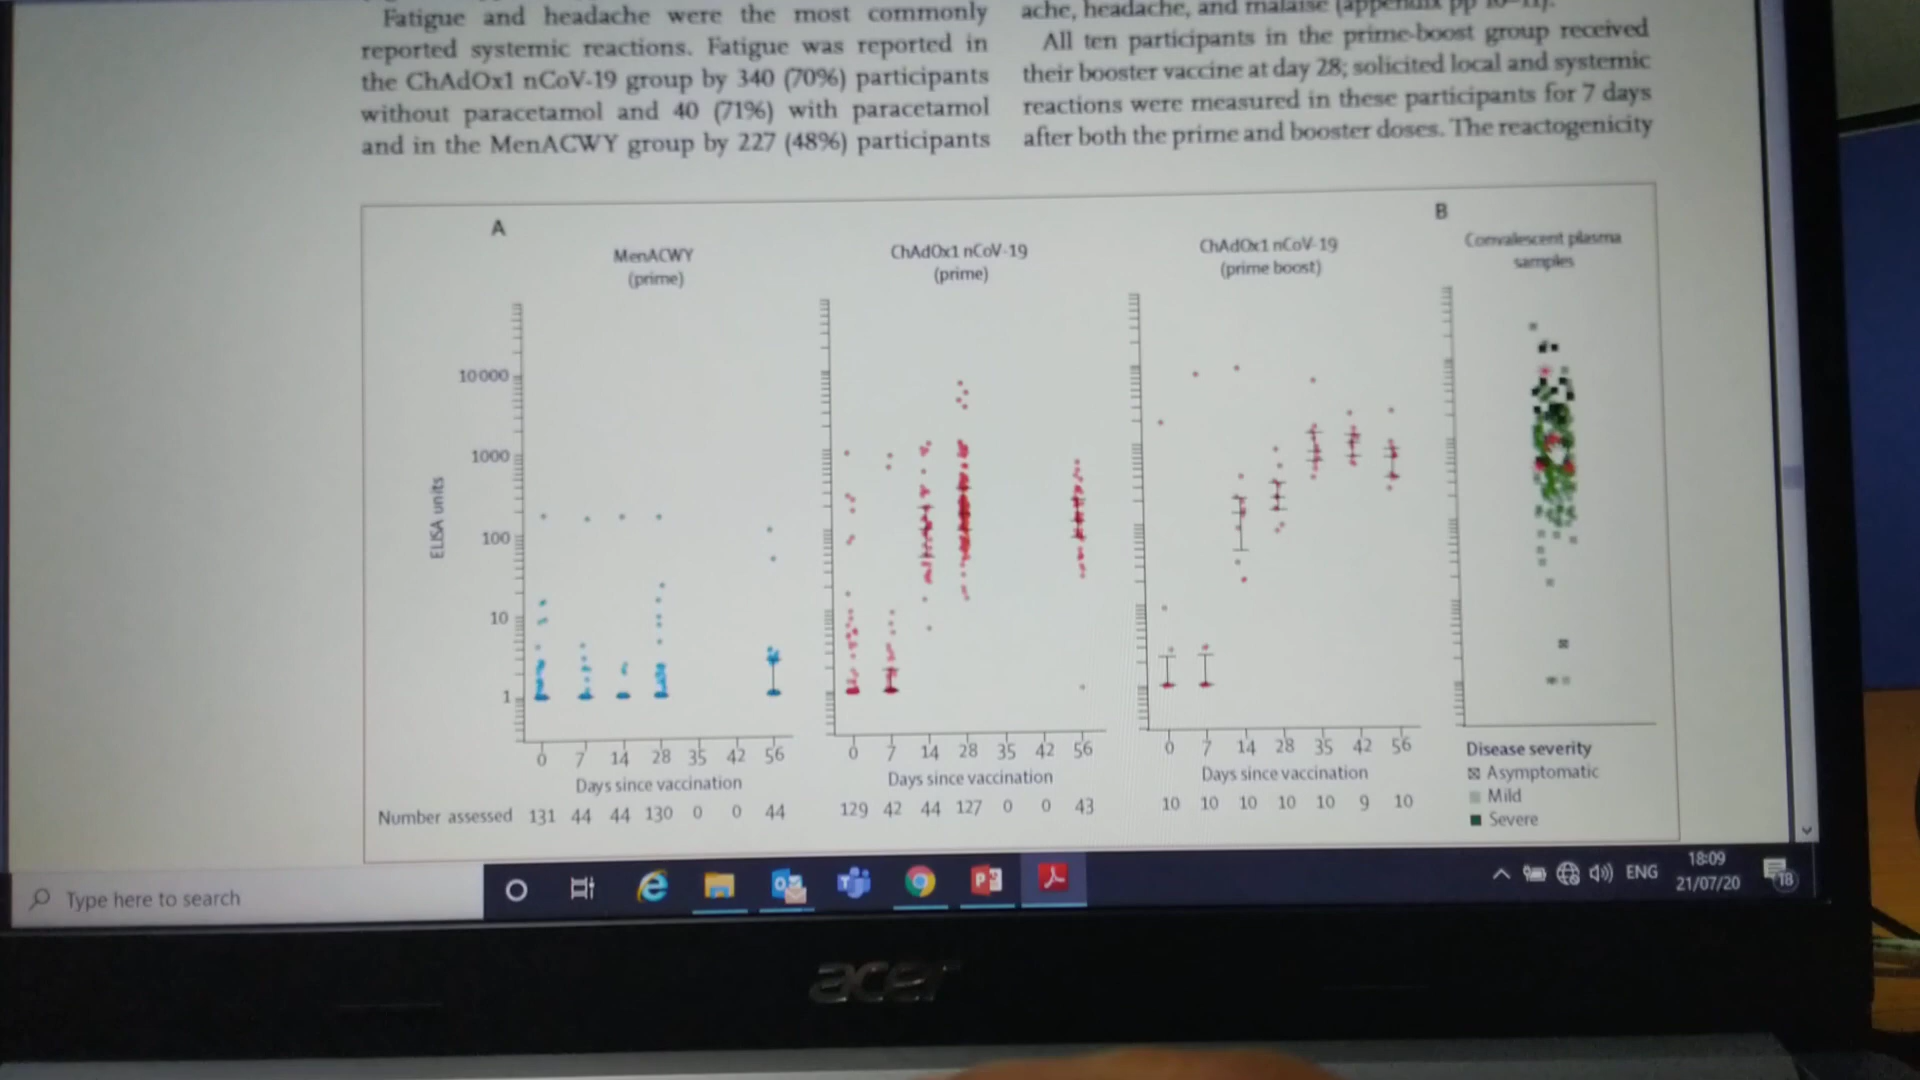 Fatigue and headache were the most commonly
reported systemic reactions. Fatigue was reported in
the ChAdOx1 nCoV-19 group by 340 (70%) participants
without paracetamol and 40 (71%) with paracetamol
and in the MenACWY group by 227 (48%) participants
ache, headache, and malaise (appendix pp 10–11).
All ten participants in the prime-boost group received
their booster vaccine at day 28; solicited local and systemic
reactions were measured in these participants for 7 days
after both the prime and booster doses. The reactogenicity
A
MenACWY
(prime)
ChAdOx1 nCoV-19
(prime)
ChAdOx1 nCoV-19
(prime boost)
B
Convalescent plasma
samples
ELISA units
10 000
1000
100
10
1
0 7 14 28 35 42 56
Days since vaccination
0 7 14 28 35 42 56
Days since vaccination
0 7 14 28 35 42 56
Days since vaccination
Number assessed 131 44 44 130 0 0 44
129 42 44 127 0 0 43
10 10 10 10 10 9 10
Disease severity
Asymptomatic
Mild
Severe
Type here to search
ENG
18:09
21/07/20
18
acer